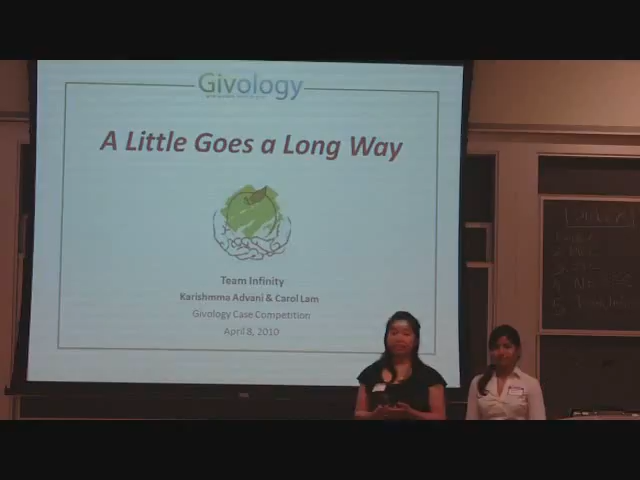 Givology
A Little Goes a Long Way
Team Infinity
Karishmma Advani & Carol Lam
Givology Case Competition
April 8, 2010